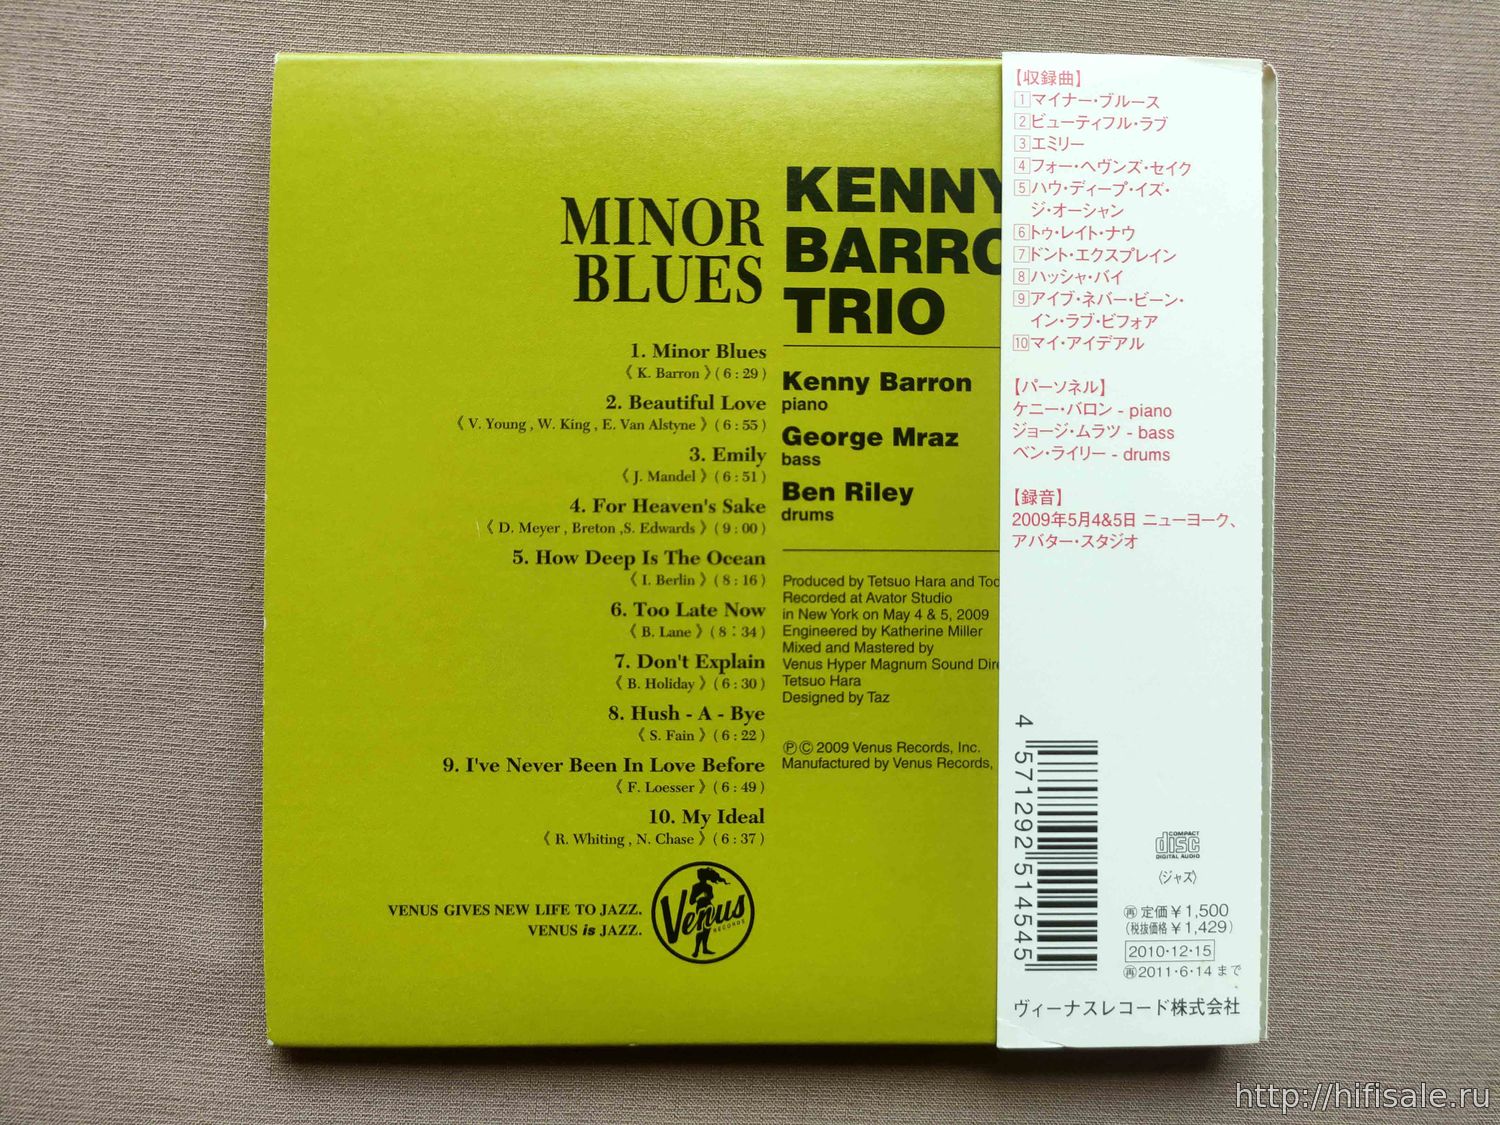 MINOR
BLUES
1. Minor Blues
《 K. Barron 》( 6 : 29 )
2. Beautiful Love
《 V. Young , W. King , E. Van Alstyne 》( 6 : 55 )
3. Emily
《 J. Mandel 》( 6 : 51 )
4. For Heaven's Sake
《 D. Meyer , Breton ,S. Edwards 》( 9 : 00 )
5. How Deep Is The Ocean
《 I. Berlin 》( 8 : 16 )
6. Too Late Now
《 B. Lane 》( 8 : 34 )
7. Don't Explain
《 B. Holiday 》( 6 : 30 )
8. Hush - A - Bye
《 S. Fain 》( 6 : 22 )
9. I've Never Been In Love Before
《 F. Loesser 》( 6 : 49 )
10. My Ideal
《 R. Whiting , N. Chase 》( 6 : 37 )
VENUS GIVES NEW LIFE TO JAZZ.
VENUS is JAZZ.
Venus
RECORDS
KENNY
BARRO
TRIO
Kenny Barron
piano
George Mraz
bass
Ben Riley
drums
Produced by Tetsuo Hara and
Recorded at Avator Studio
in New York on May 4 & 5, 2009
Engineered by Katherine Miller
Mixed and Mastered by
Venus Hyper Magnum Sound
Tetsuo Hara
Designed by Taz
℗© 2009 Venus Records, Inc.
Manufactured by Venus Records,
【収録曲】
1マイナー・ブルース
2ビューティフル・ラブ
3エミリー
4フォー・ヘヴンズ・セイク
5ハウ・ディープ・イズ・
ジ・オーシャン
6トゥ・レイト・ナウ
7ドント・エクスプレイン
8ハッシャ・バイ
9アイブ・ネバー・ビーン・
イン・ラブ・ビフォア
10マイ・アイデアル
【パーソネル】
ケニー・バロン - piano
ジョージ・ムラツ - bass
ベン・ライリー - drums
【録音】
2009年5月4&5日 ニューヨーク、
アバター・スタジオ
4 571292 514545
COMPACT
disc
DIGITAL AUDIO
〈ジャズ〉
再 定価￥1,500
(税抜価格￥1,429)
2010・12・15
再2011・6・14 まで
ヴィーナスレコード株式会社
http://hifisale.ru